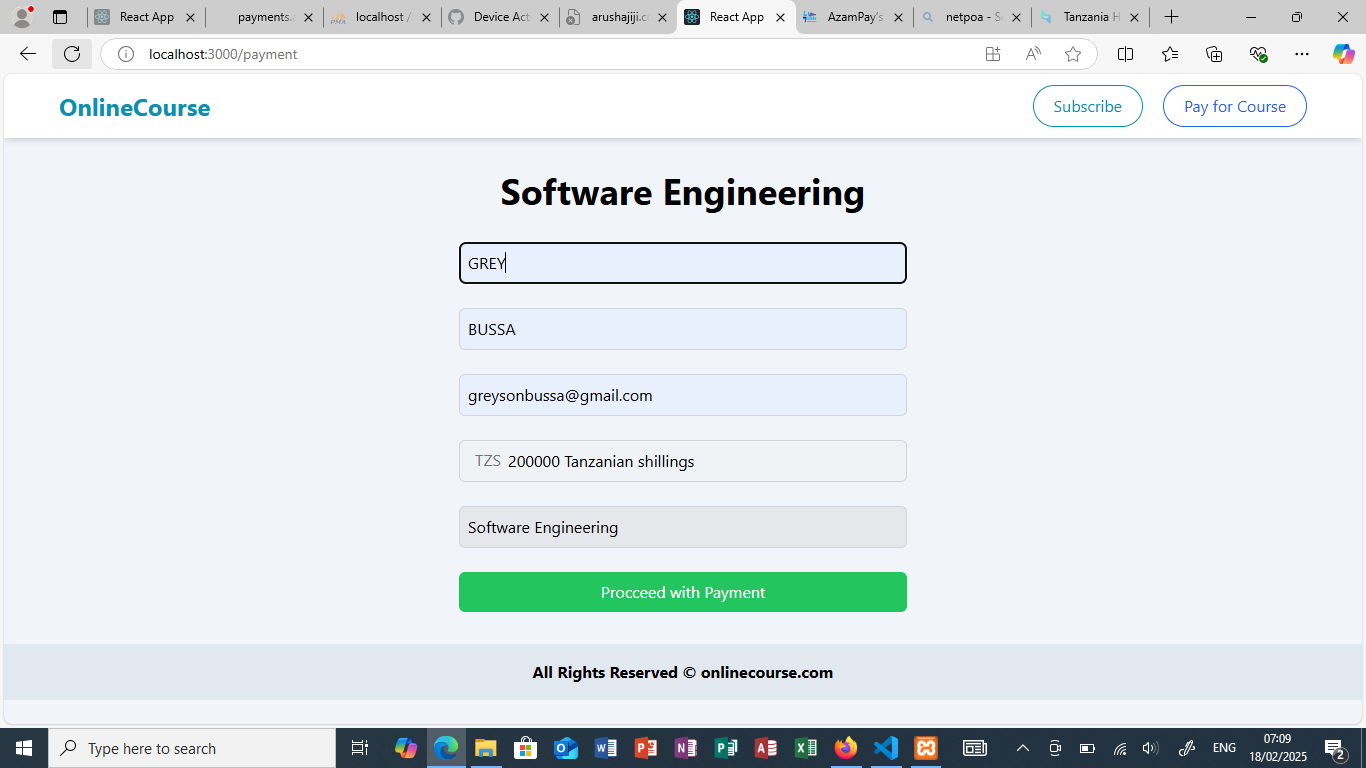 React App
payments.
localhost /
Device Act
arushajiji.c
React App
AzamPay's
netpoa - S
Tanzania H
localhost:3000/payment
OnlineCourse
Subscribe
Pay for Course
Software Engineering
GREY
BUSSA
greysonbussa@gmail.com
TZS 200000 Tanzanian shillings
Software Engineering
Procceed with Payment
All Rights Reserved © onlinecourse.com
Type here to search
ENG
07:09
18/02/2025
2